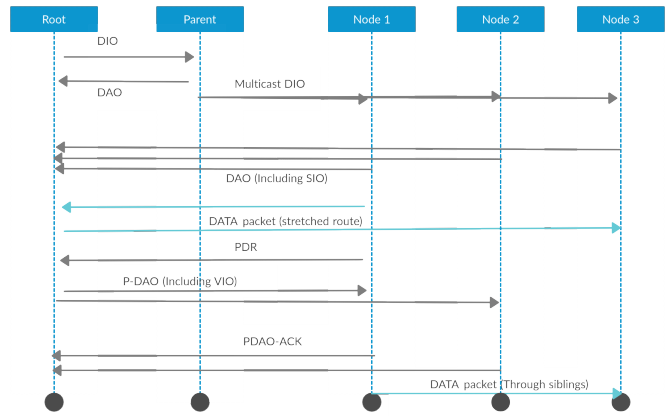 Root
Parent
Node 1
Node 2
Node 3
DIO
DAO
Multicast DIO
DAO (Including SIO)
DATA packet (stretched route)
PDR
P-DAO (Including VIO)
PDAO-ACK
DATA packet (Through siblings)